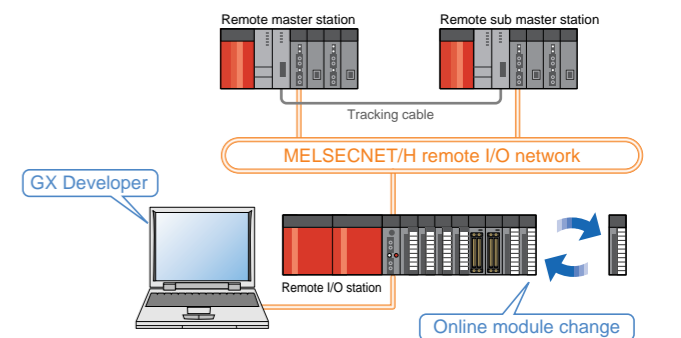 Remote master station
Remote sub master station
Tracking cable
MELSECNET/H remote I/O network
GX Developer
Remote I/O station
Online module change